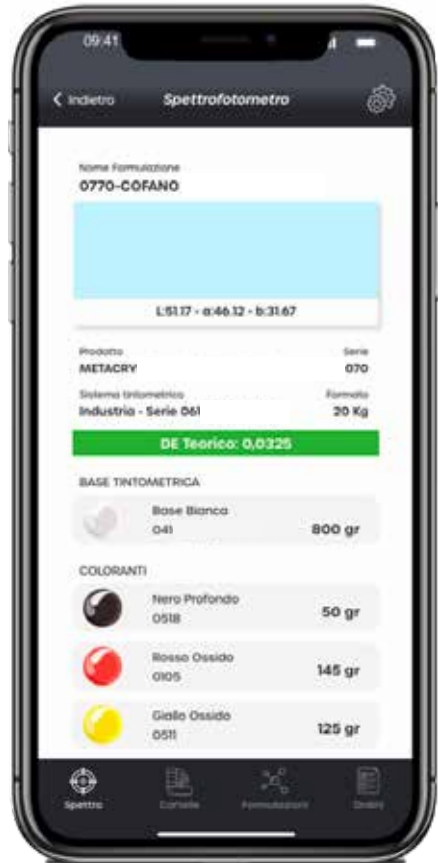 09:41
Indietro Spettrofotometro
Nome Formulazione
0770-COFANO
L:51.17 - a:46.12 - b:31.67
Prodotto Serie
METACRY 070
Sistema tintometrico Formato
Industria - Serie 061 20 Kg
DE Teorico: 0,0325
BASE TINTOMETRICA
Base Bianca
041 800 gr
COLORANTI
Nero Profondo
0518 50 gr
Rosso Ossido
0105 145 gr
Giallo Ossido
0511 125 gr
Spettro Cartelle Formulazioni Ordini